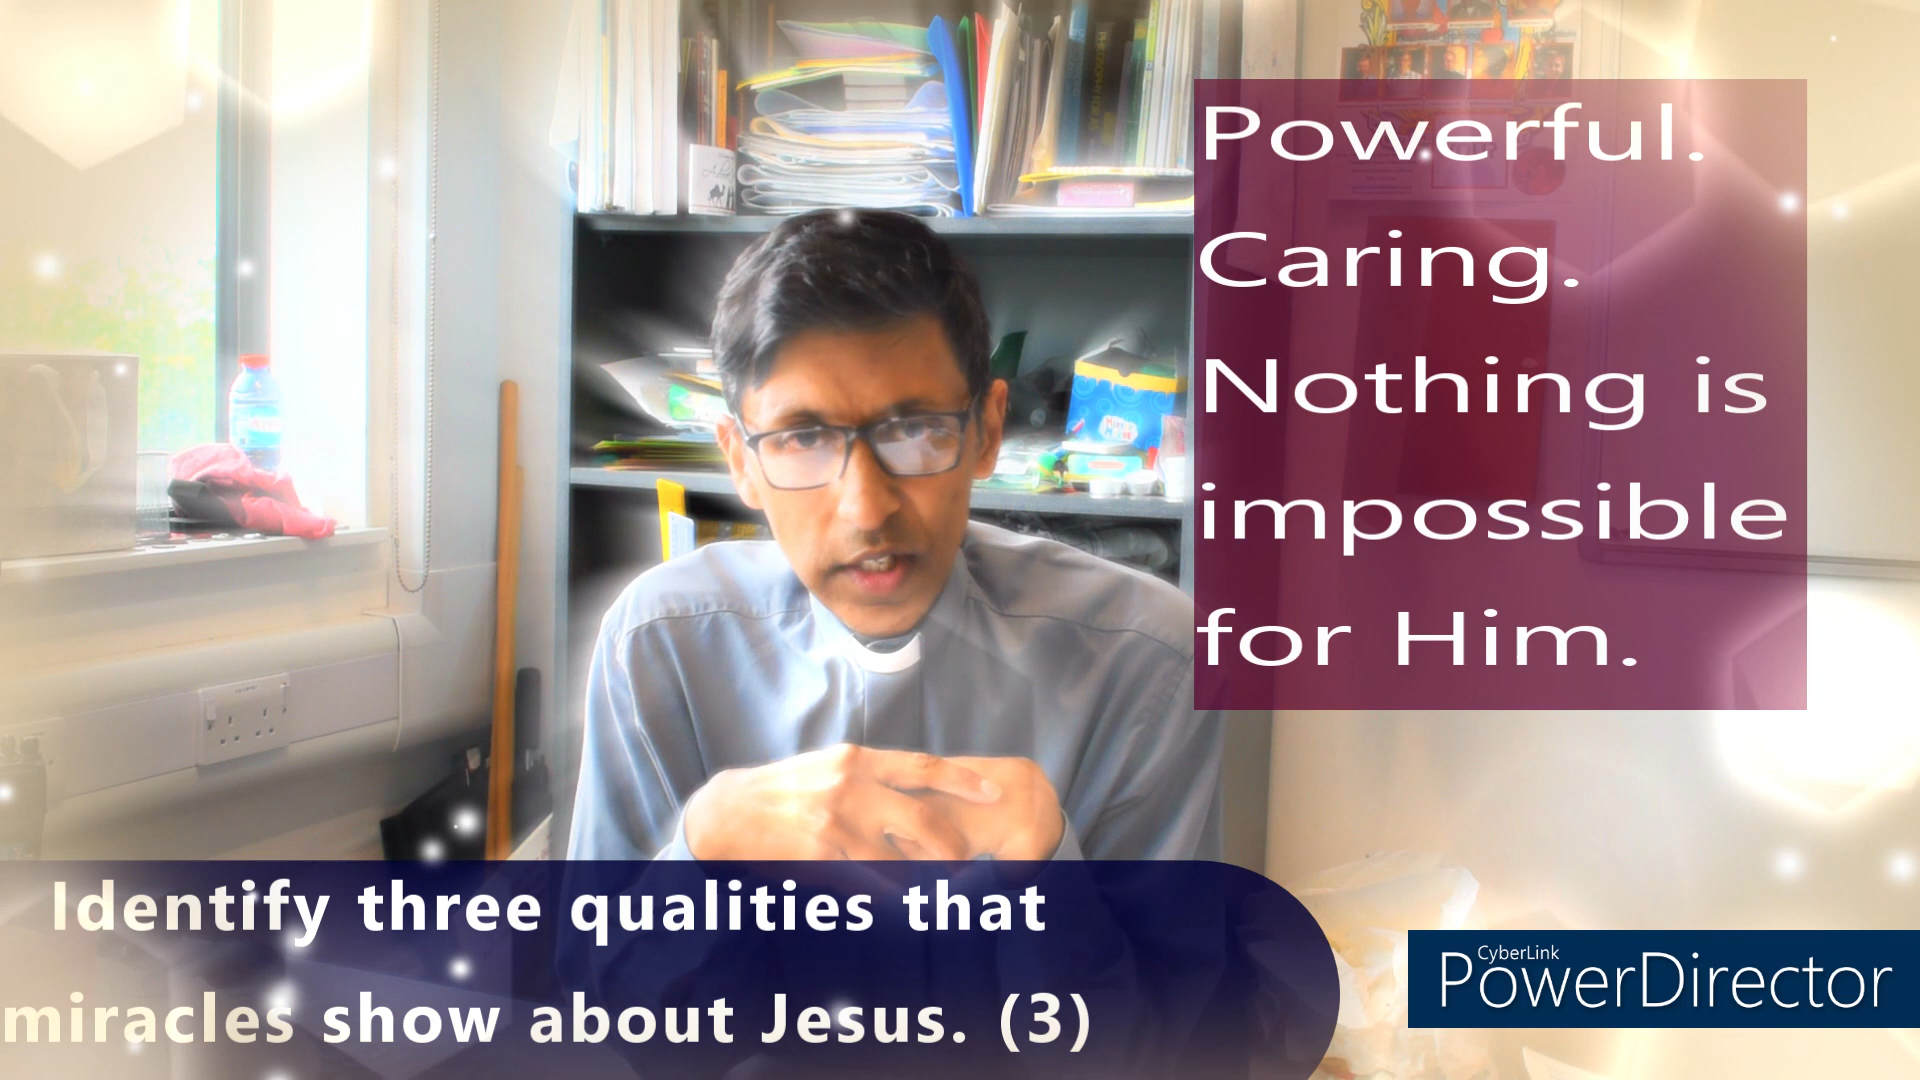 Powerful.
Caring.
Nothing is
impossible
for Him.
Identify three qualities that
miracles show about Jesus. (3)
CyberLink
PowerDirector